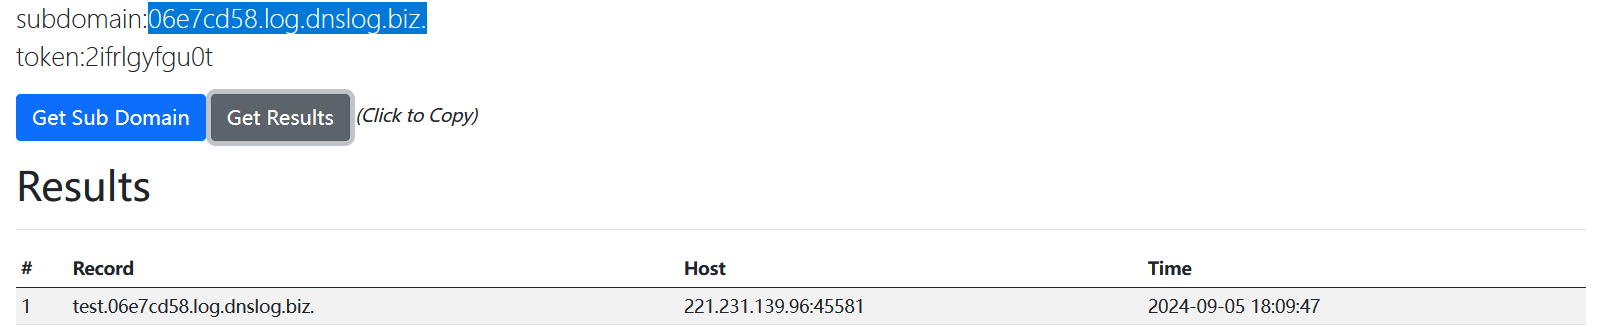 subdomain:06e7cd58.log.dnslog.biz.
token:2ifrlgyfgu0t
Get Sub Domain Get Results (Click to Copy)
Results
# Record Host Time
1 test.06e7cd58.log.dnslog.biz. 221.231.139.96:45581 2024-09-05 18:09:47